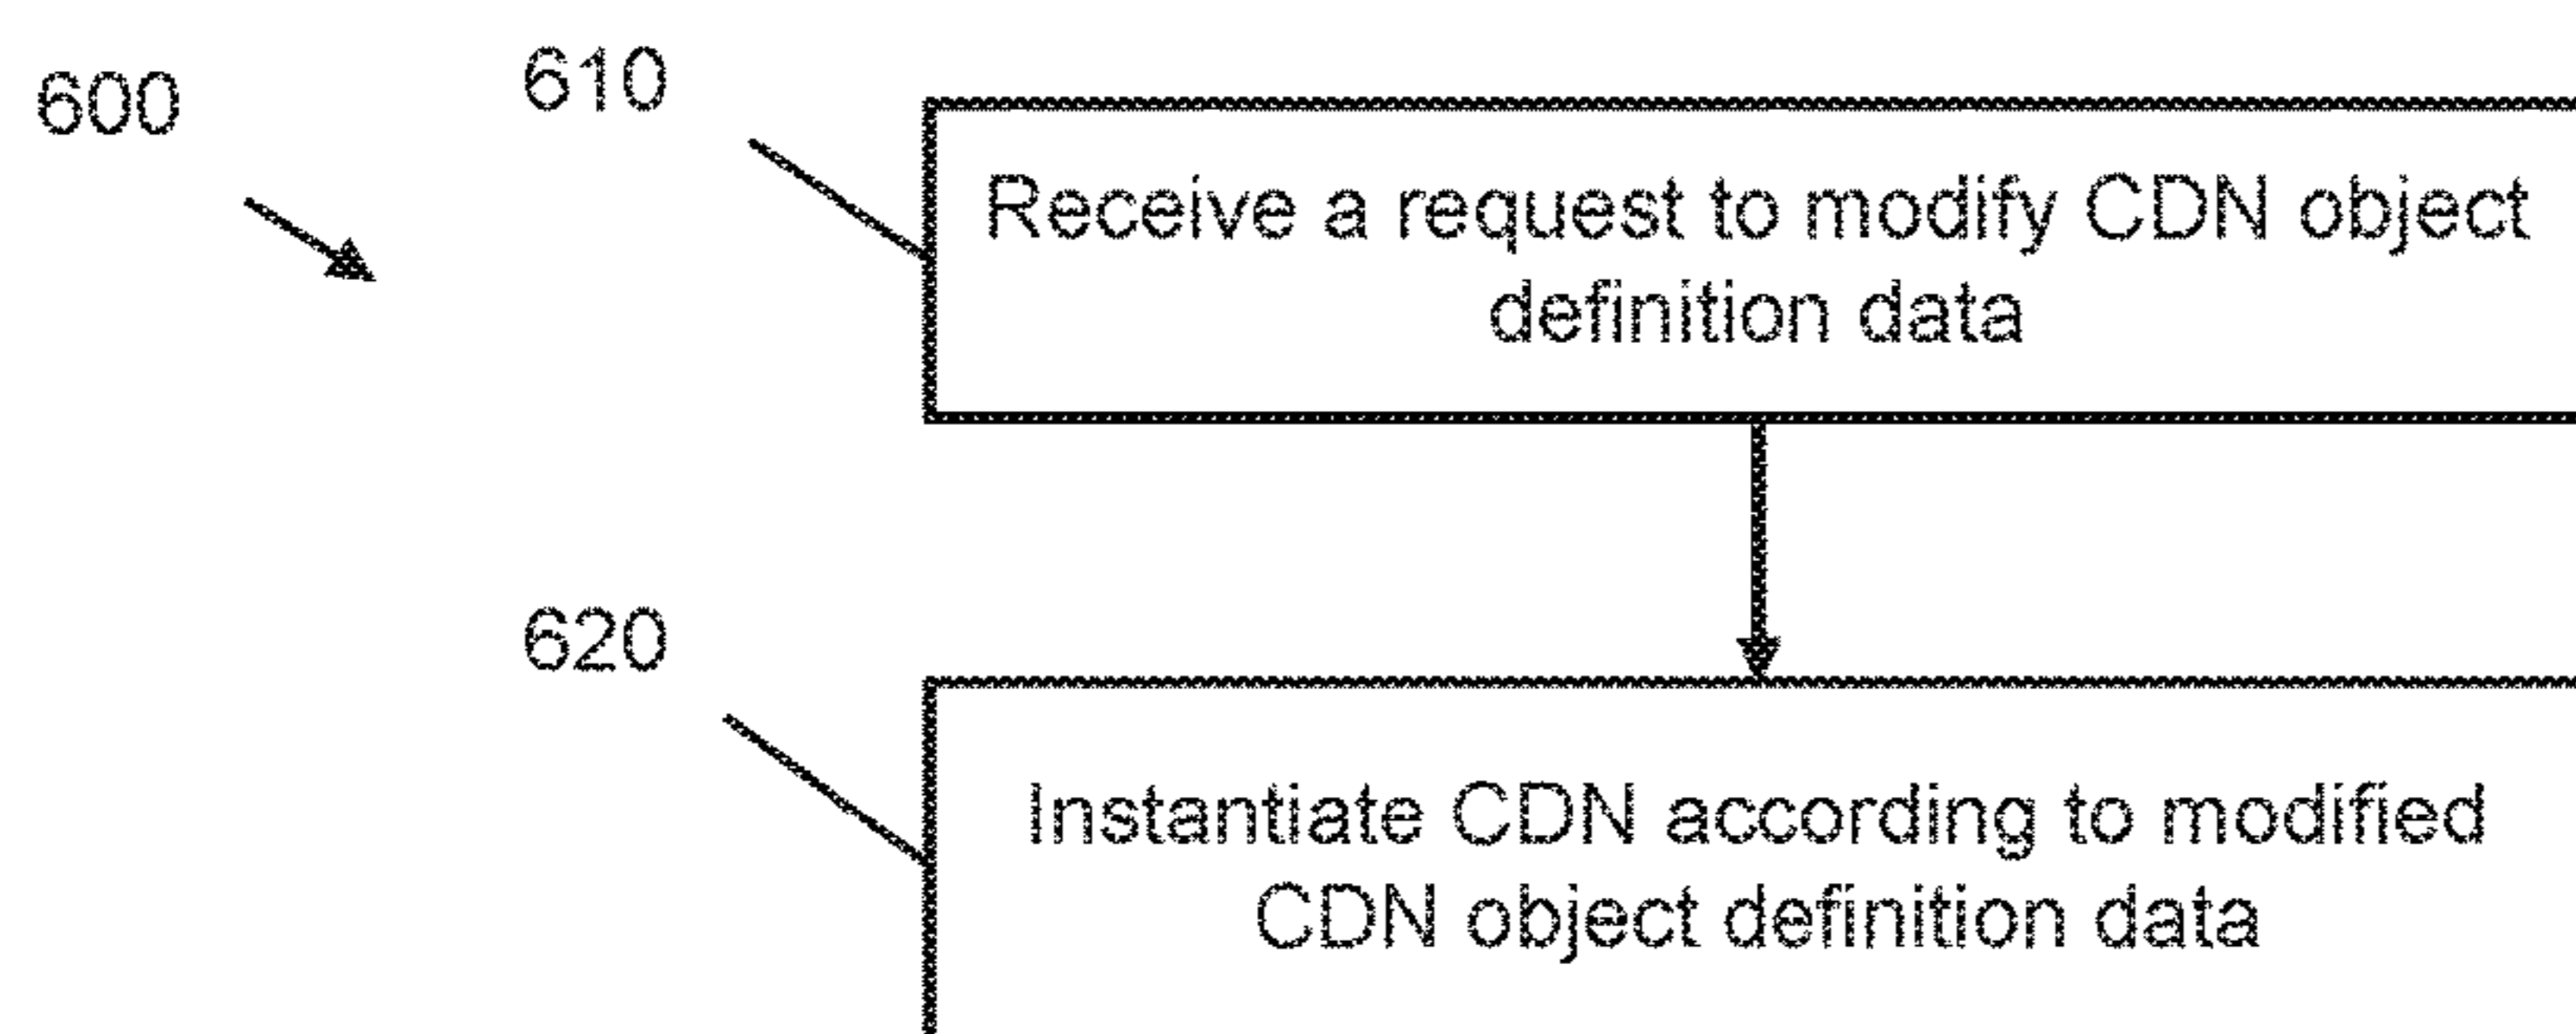 600
610
Receive a request to modify CDN object
definition data
620
Instantiate CDN according to modified
CDN object definition data